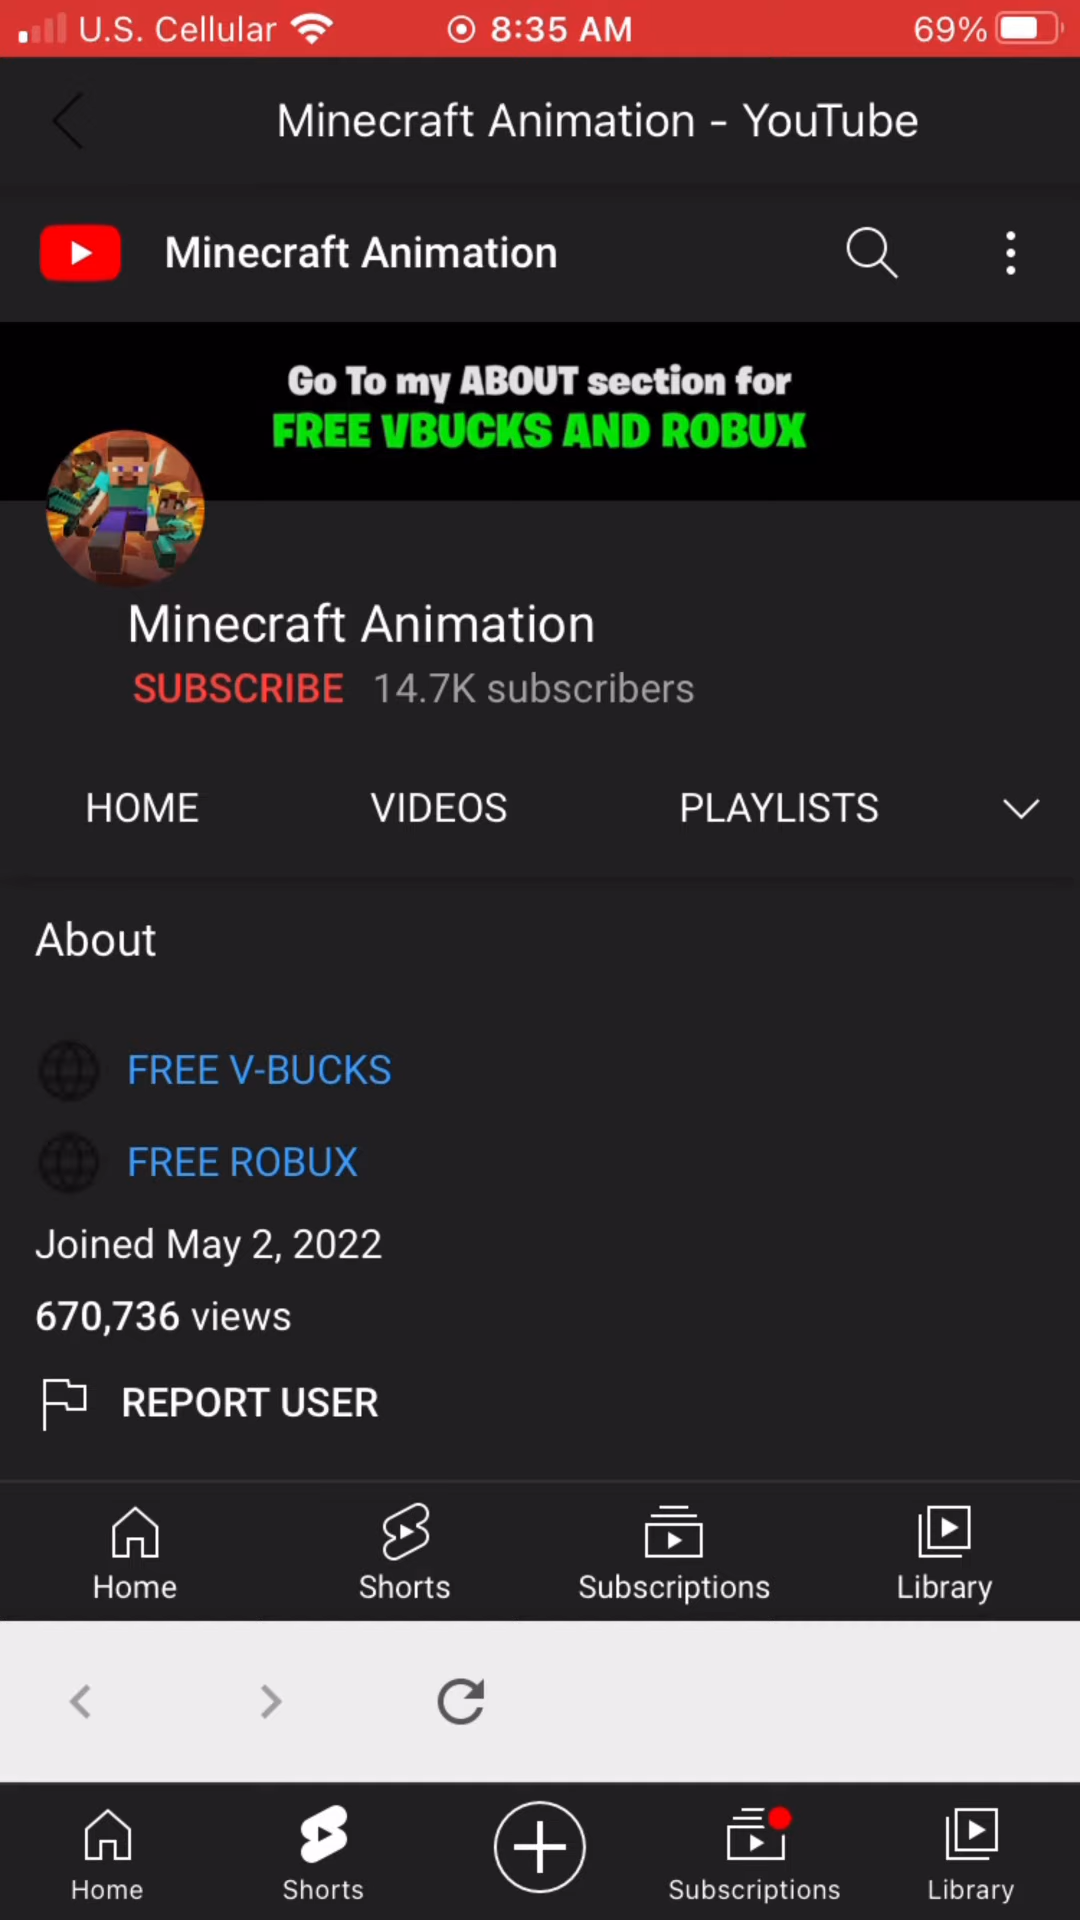 U.S. Cellular 8:35 AM 69%
Minecraft Animation - YouTube
Minecraft Animation
Go To my ABOUT section for
FREE VBUCKS AND ROBUX
Minecraft Animation
SUBSCRIBE 14.7K subscribers
HOME VIDEOS PLAYLISTS
About
FREE V-BUCKS
FREE ROBUX
Joined May 2, 2022
670,736 views
REPORT USER
Home Shorts Subscriptions Library
Home Shorts Subscriptions Library